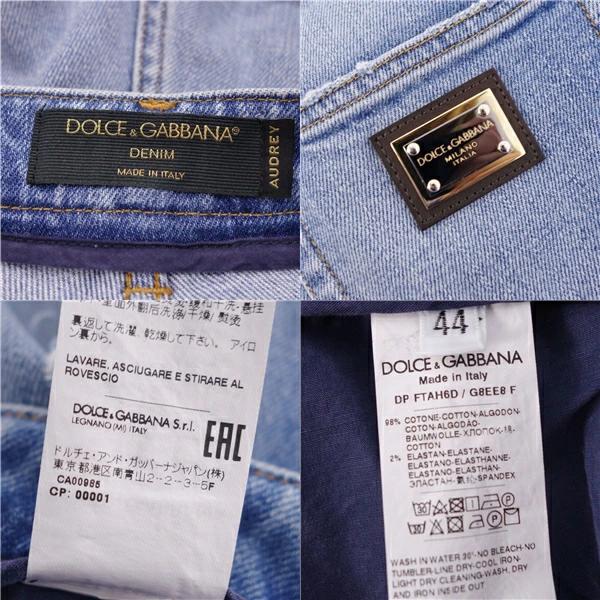 DOLCE & GABBANA®
DENIM
MADE IN ITALY
AUDREY
DOLCE & GABBANA
MILANO
ITALIA
裏返して洗濯、乾燥して下さい。アイロ
ン裏から。
LAVARE, ASCIUGARE E STIRARE AL
ROVESCIO
DOLCE & GABBANA S.r.l.
LEGNANO (MI) ITALY
EAC
ドルチェ・アンド・ガッバーナジャパン(株)
東京都港区南青山2-2-3-5F
CA00985
CP: 00001
44
DOLCE & GABBANA
Made in Italy
DP FTAH6D / G8EE8 F
98% COTONE-COTTON-ALGODON-
COTTON-ALGODÃO-
BAUMWOLLE-ХЛОПОК-棉
2% ELASTAN-ELASTANE-
ELASTANO-ELASTHANNE-
ELASTANO-ELASTHAN-
ЭЛАСТАН-氨纶-SPANDEX
WASH IN WATER 30°-NO BLEACH-NO
TUMBLER-LINE DRY-COOL IRON-
LIGHT DRY CLEANING-WASH, DRY
AND IRON INSIDE OUT